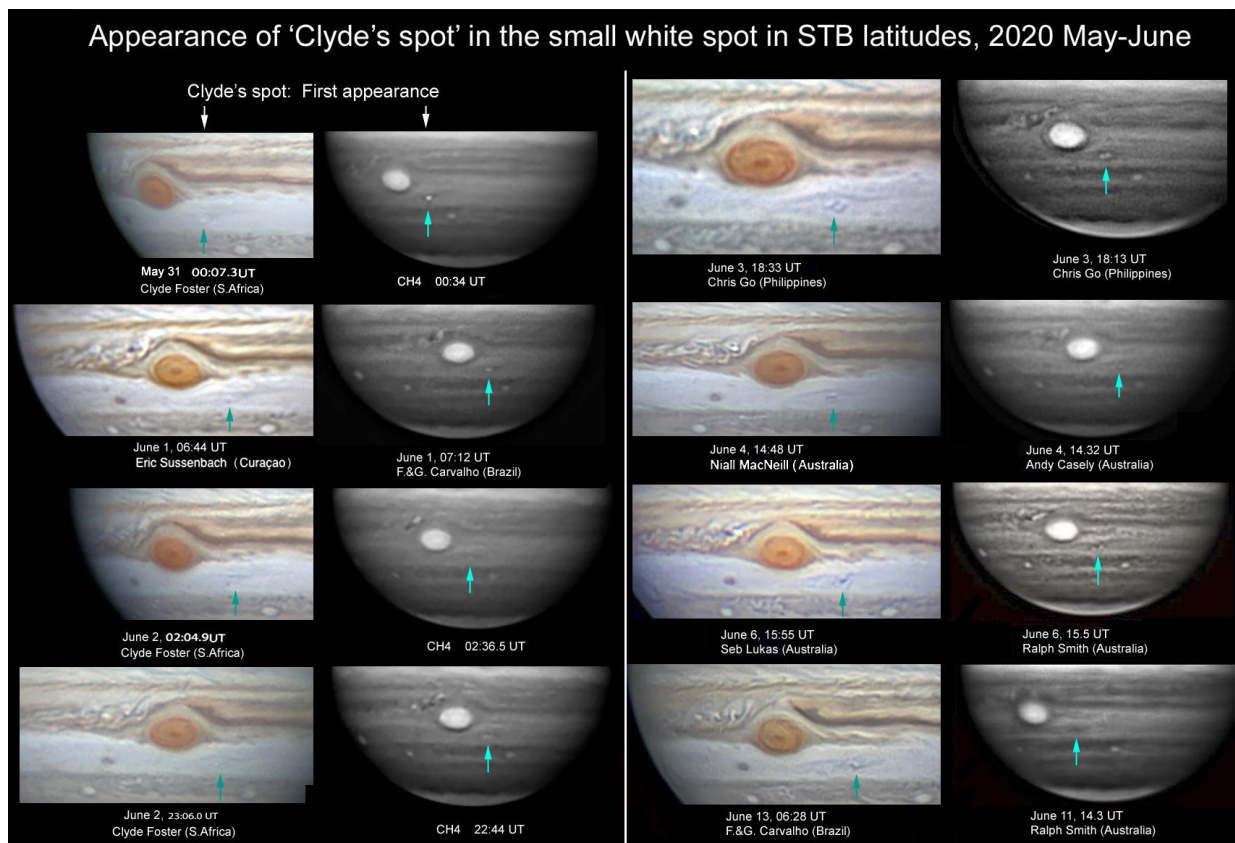 Appearance of ‘Clyde’s spot’ in the small white spot in STB latitudes, 2020 May-June
Clyde’s spot: First appearance
May 31 00:07.3UT
Clyde Foster (S.Africa)
CH4 00:34 UT
June 1, 06:44 UT
Eric Sussenbach (Curaçao)
June 1, 07:12 UT
F.&G. Carvalho (Brazil)
June 2, 02:04.9UT
Clyde Foster (S.Africa)
CH4 02:36.5 UT
June 2, 23:06.0 UT
Clyde Foster (S.Africa)
CH4 22:44 UT
June 3, 18:33 UT
Chris Go (Philippines)
June 3, 18:13 UT
Chris Go (Philippines)
June 4, 14:48 UT
Niall MacNeill (Australia)
June 4, 14.32 UT
Andy Casely (Australia)
June 6, 15:55 UT
Seb Lukas (Australia)
June 6, 15.5 UT
Ralph Smith (Australia)
June 13, 06:28 UT
F.&G. Carvalho (Brazil)
June 11, 14.3 UT
Ralph Smith (Australia)